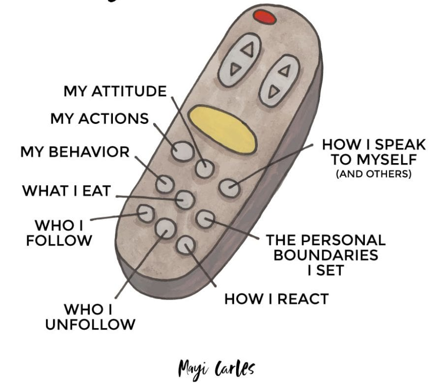 MY ATTITUDE
MY ACTIONS
MY BEHAVIOR
WHAT I EAT
WHO I
FOLLOW
WHO I
UNFOLLOW
HOW I SPEAK
TO MYSELF
(AND OTHERS)
THE PERSONAL
BOUNDARIES
I SET
HOW I REACT
Mayi Carles